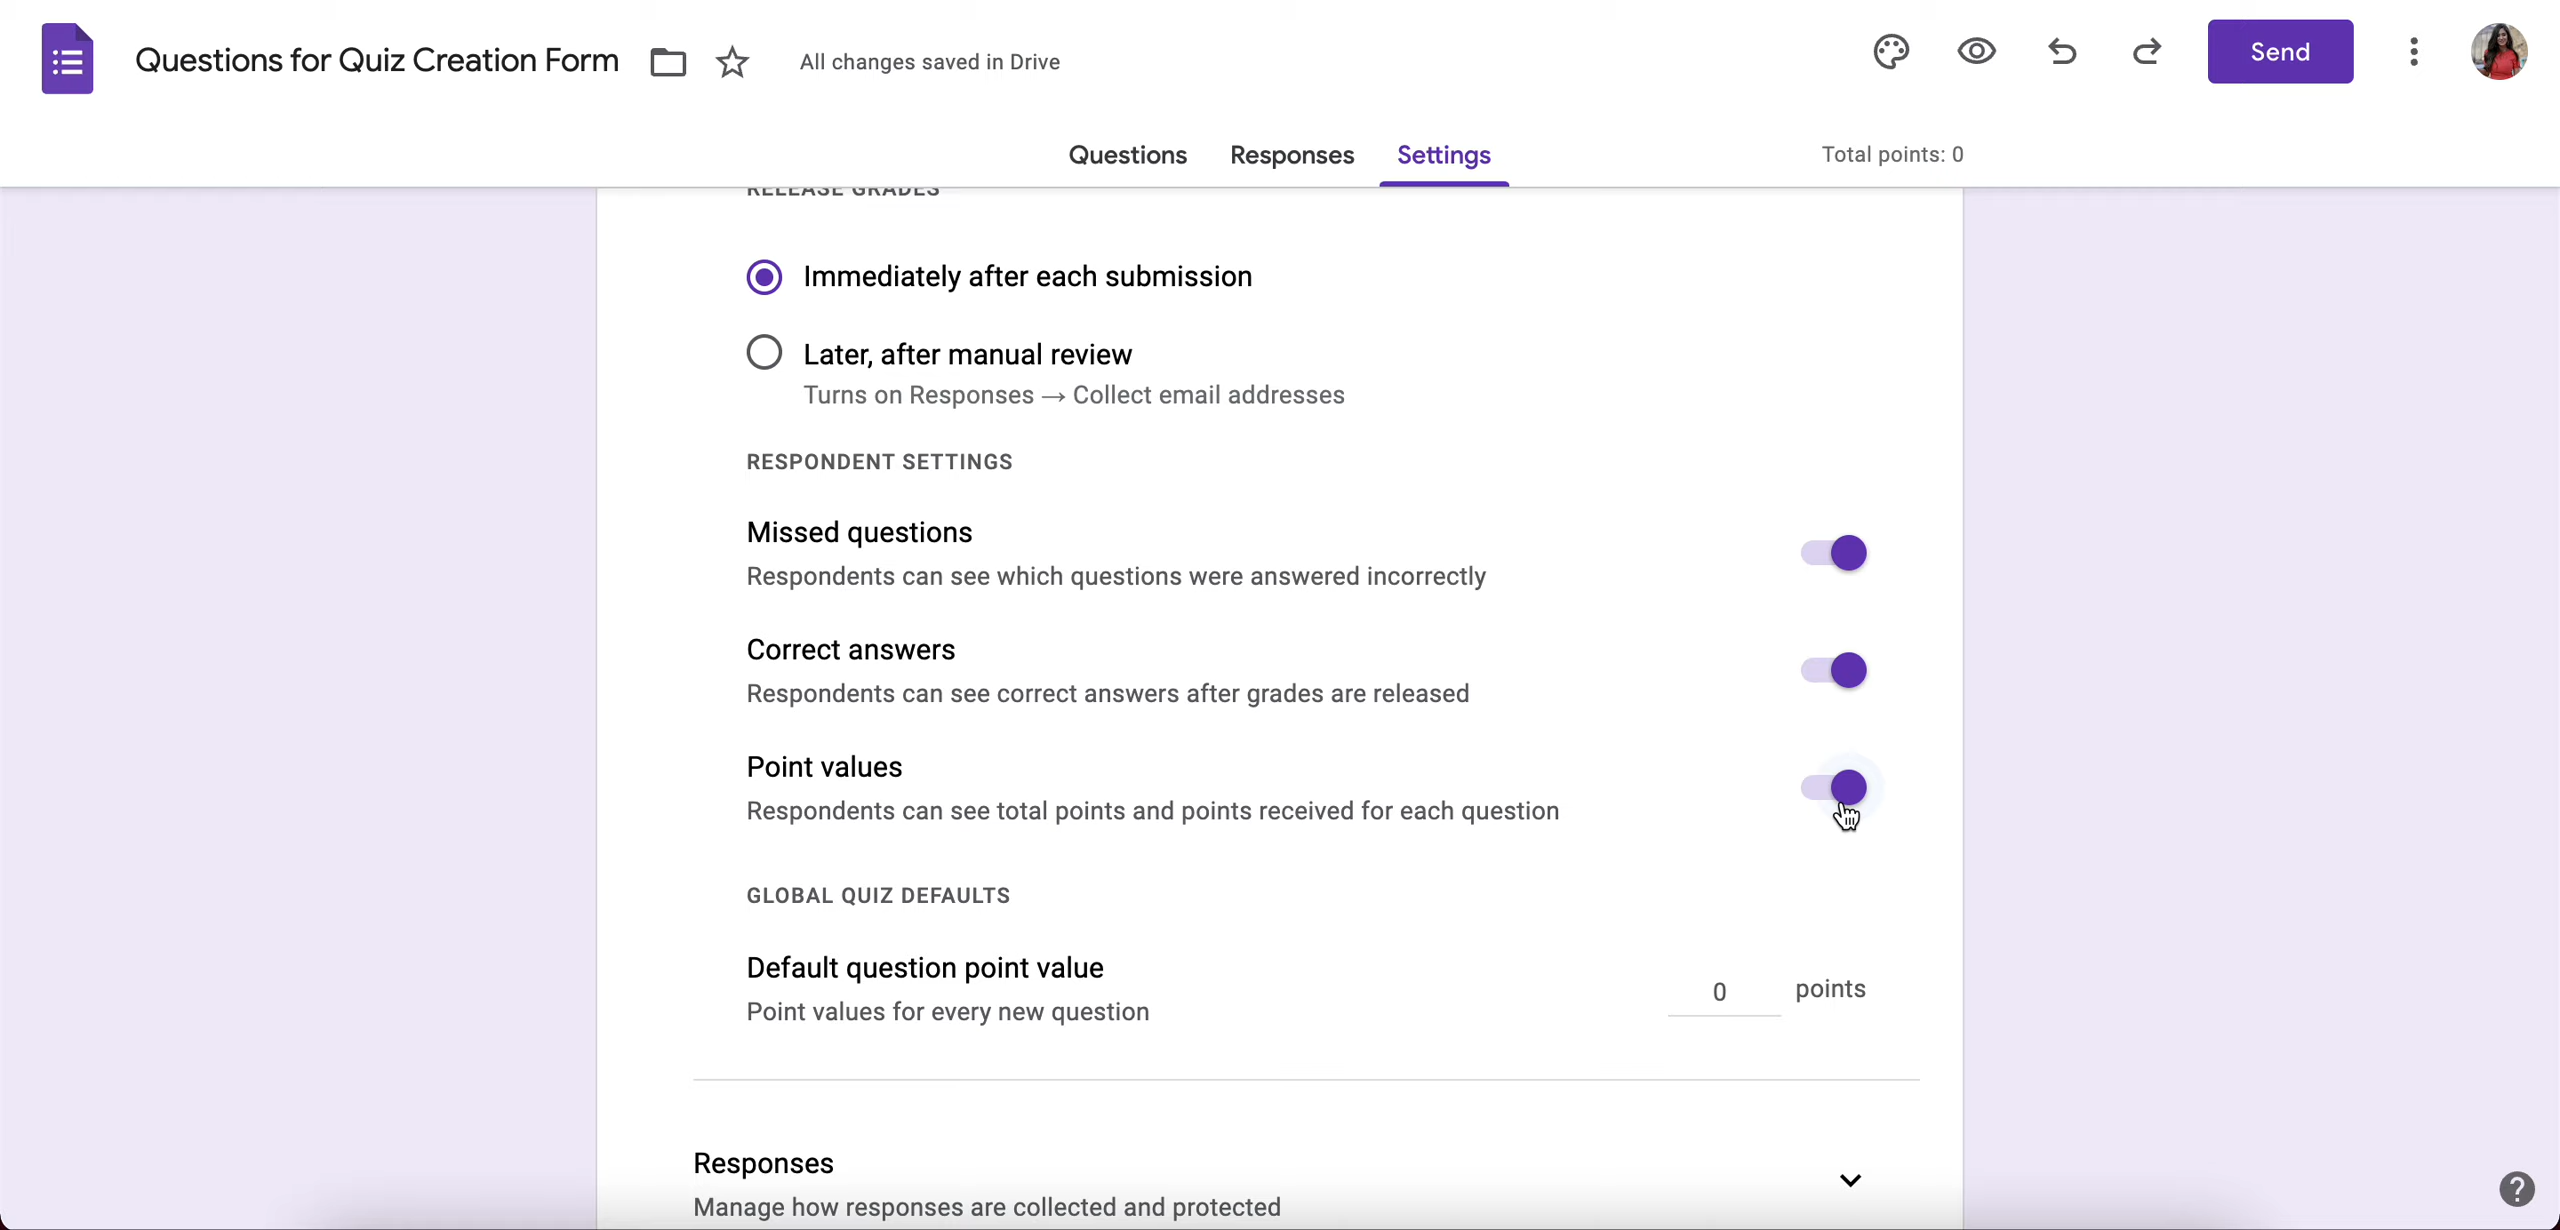 Questions for Quiz Creation Form
All changes saved in Drive
Send
Questions
Responses
Settings
Total points: 0
RELEASE GRADES
Immediately after each submission
Later, after manual review
Turns on Responses → Collect email addresses
RESPONDENT SETTINGS
Missed questions
Respondents can see which questions were answered incorrectly
Correct answers
Respondents can see correct answers after grades are released
Point values
Respondents can see total points and points received for each question
GLOBAL QUIZ DEFAULTS
Default question point value
0 points
Point values for every new question
Responses
Manage how responses are collected and protected